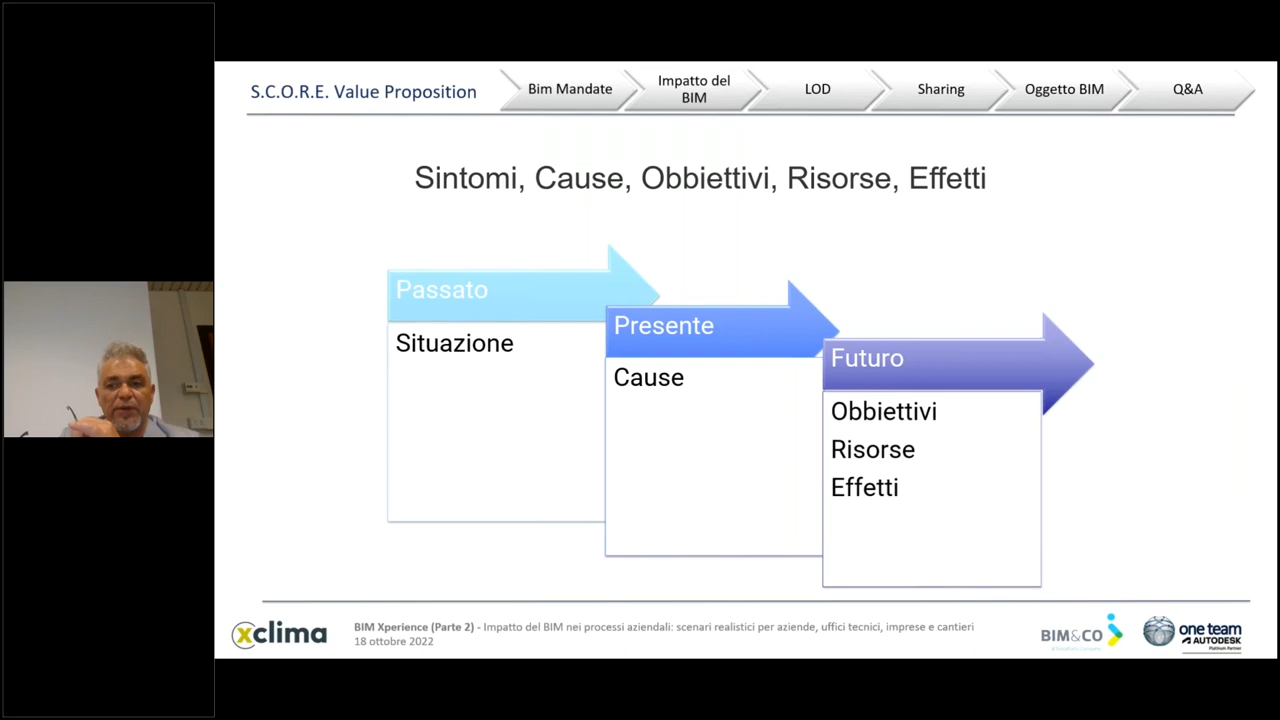 S.C.O.R.E. Value Proposition
Bim Mandate
Impatto del
BIM
LOD
Sharing
Oggetto BIM
Q&A
Sintomi, Cause, Obbiettivi, Risorse, Effetti
Passato
Situazione
Presente
Cause
Futuro
Obbiettivi
Risorse
Effetti
xclima
BIM Xperience (Parte 2) - Impatto del BIM nei processi aziendali: scenari realistici per aziende, uffici tecnici, imprese e cantieri
18 ottobre 2022
BIM&CO
one team
AUTODESK
Platinum Partner